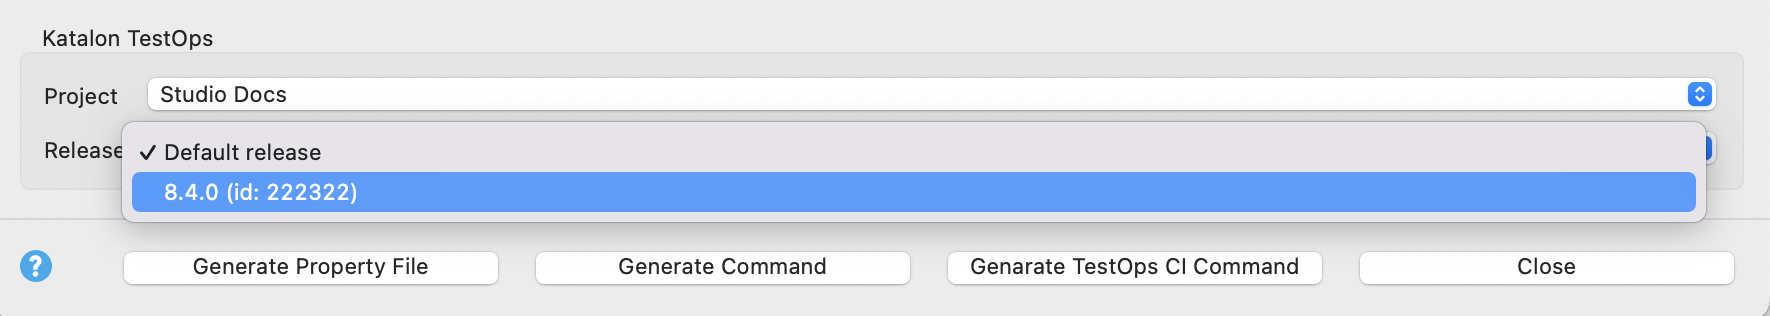 Katalon TestOps
Project Studio Docs
Release ✓ Default release
8.4.0 (id: 222322)
? Generate Property File Generate Command Genarate TestOps CI Command Close